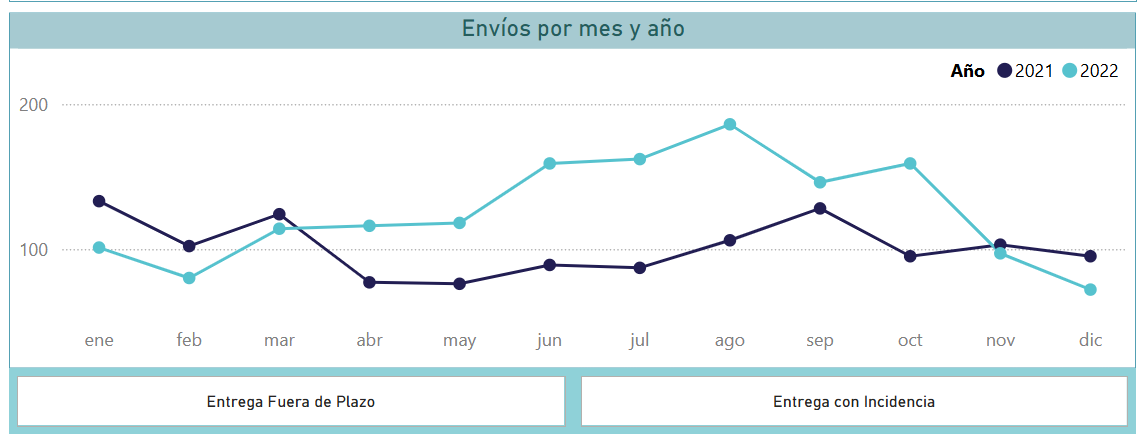 Envíos por mes y año
Año 2021 2022
200
100
ene feb mar abr may jun jul ago sep oct nov dic
Entrega Fuera de Plazo
Entrega con Incidencia